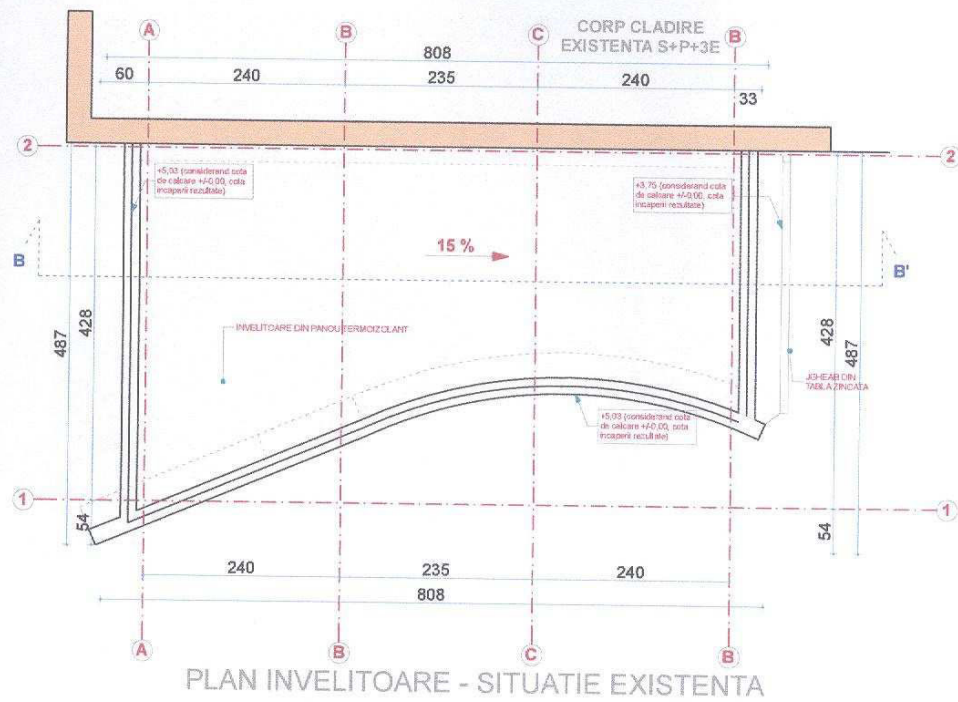 CORP CLADIRE
EXISTENTA S+P+3E
A
B
C
B
808
60
240
235
240
33
2
2
+5,03 (considerand cota
de calcare +/-0,00, cota
incaperii rezultate)
+3,75 (considerand cota
de calcare +/-0,00, cota
incaperii rezultate)
15 %
B
B'
487
428
428
487
INVELITOARE DIN PANOU TERMOIZOLANT
JGHEAB DIN
TABLA ZINCATA
+5,03 (considerand cota
de calcare +/-0,00, cota
incaperii rezultate)
1
1
54
54
240
235
240
808
A
B
C
B
PLAN INVELITOARE - SITUATIE EXISTENTA